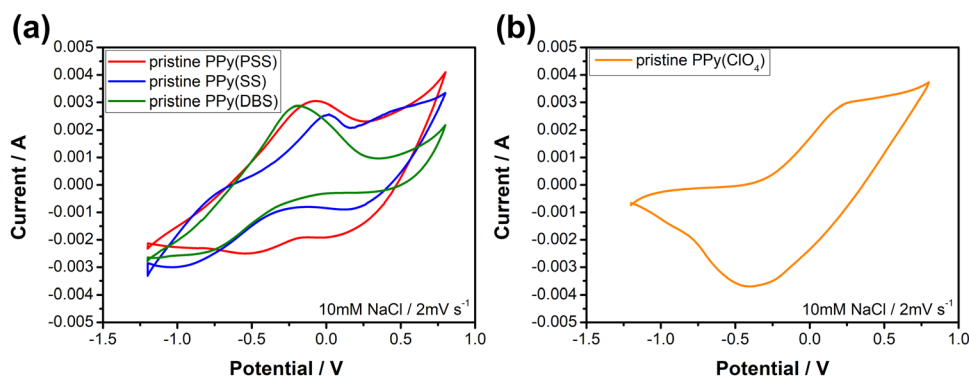 (a)
0.005
0.004
0.003
0.002
0.001
0.000
-0.001
-0.002
-0.003
-0.004
-0.005
Current / A
pristine PPy(PSS)
pristine PPy(SS)
pristine PPy(DBS)
10mM NaCl / 2mV s⁻¹
-1.5 -1.0 -0.5 0.0 0.5 1.0
Potential / V
(b)
0.005
0.004
0.003
0.002
0.001
0.000
-0.001
-0.002
-0.003
-0.004
-0.005
Current / A
pristine PPy(ClO₄)
10mM NaCl / 2mV s⁻¹
-1.5 -1.0 -0.5 0.0 0.5 1.0
Potential / V